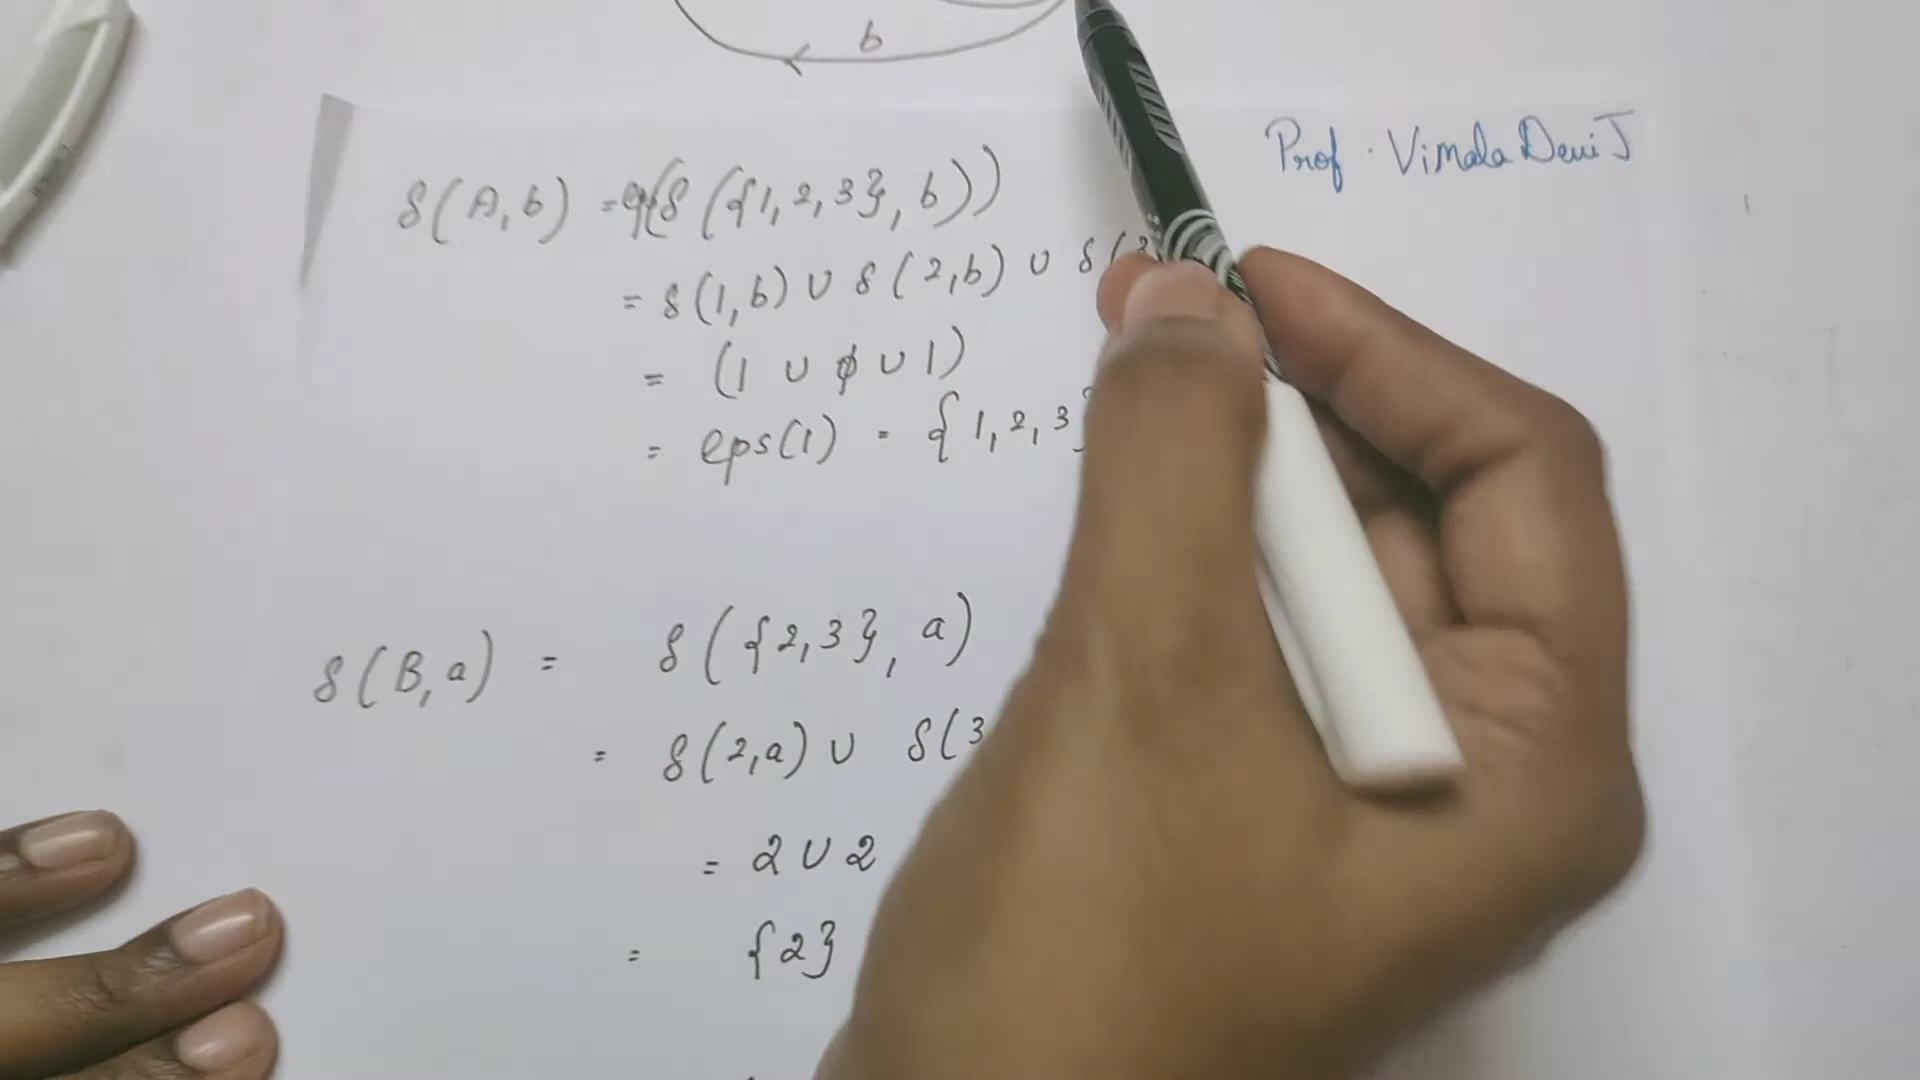 b
Prof. Vimala Devi J
δ(A,b) = (δ({1,2,3}, b))
= δ(1,b) ∪ δ(2,b) ∪ δ(
= (1 ∪ ϕ ∪ 1)
= eps(1) = {1,2,3}
δ(B,a) = δ({2,3}, a)
= δ(2,a) ∪ δ(3
= 2 ∪ 2
= {2}